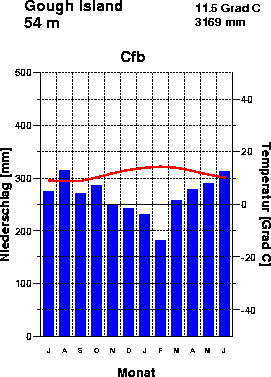 Gough Island
54 m
11.5 Grad C
3169 mm
Cfb
Niederschlag [mm]
500
400
300
200
100
0
Temperatur [Grad C]
40
20
0
-20
-40
J A S O N D J F M A M J
Monat